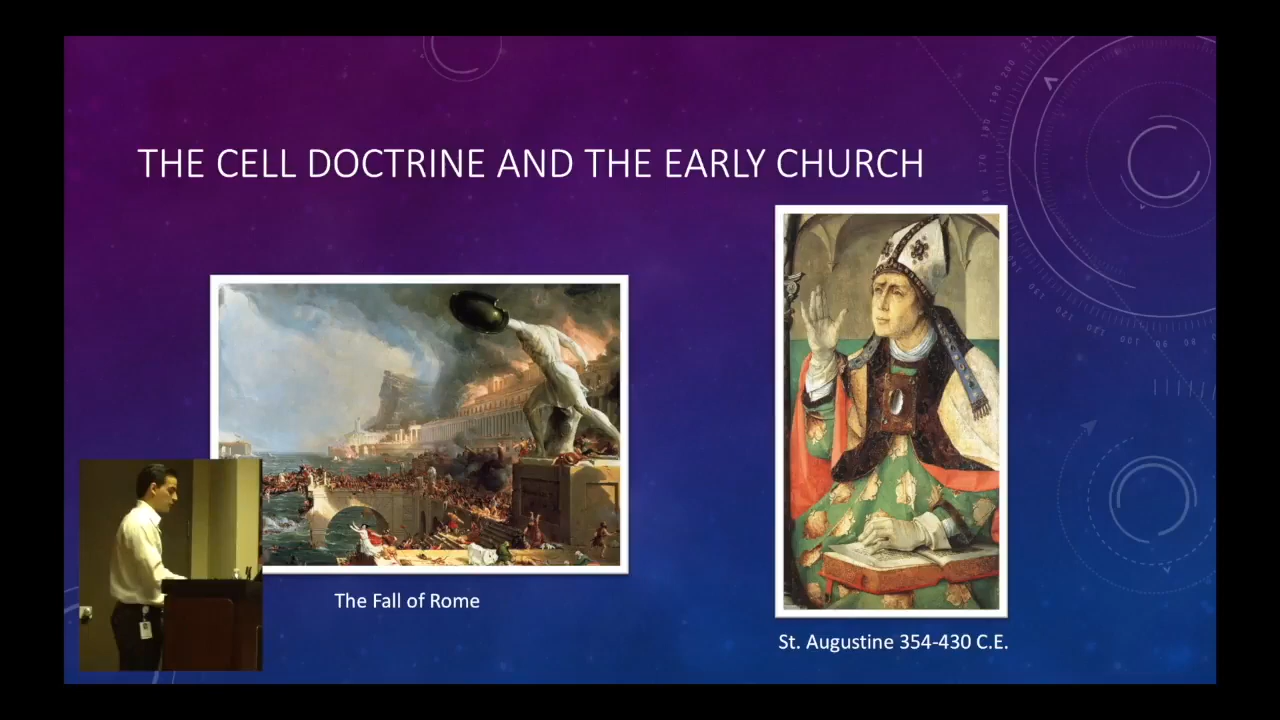 THE CELL DOCTRINE AND THE EARLY CHURCH
The Fall of Rome
St. Augustine 354-430 C.E.